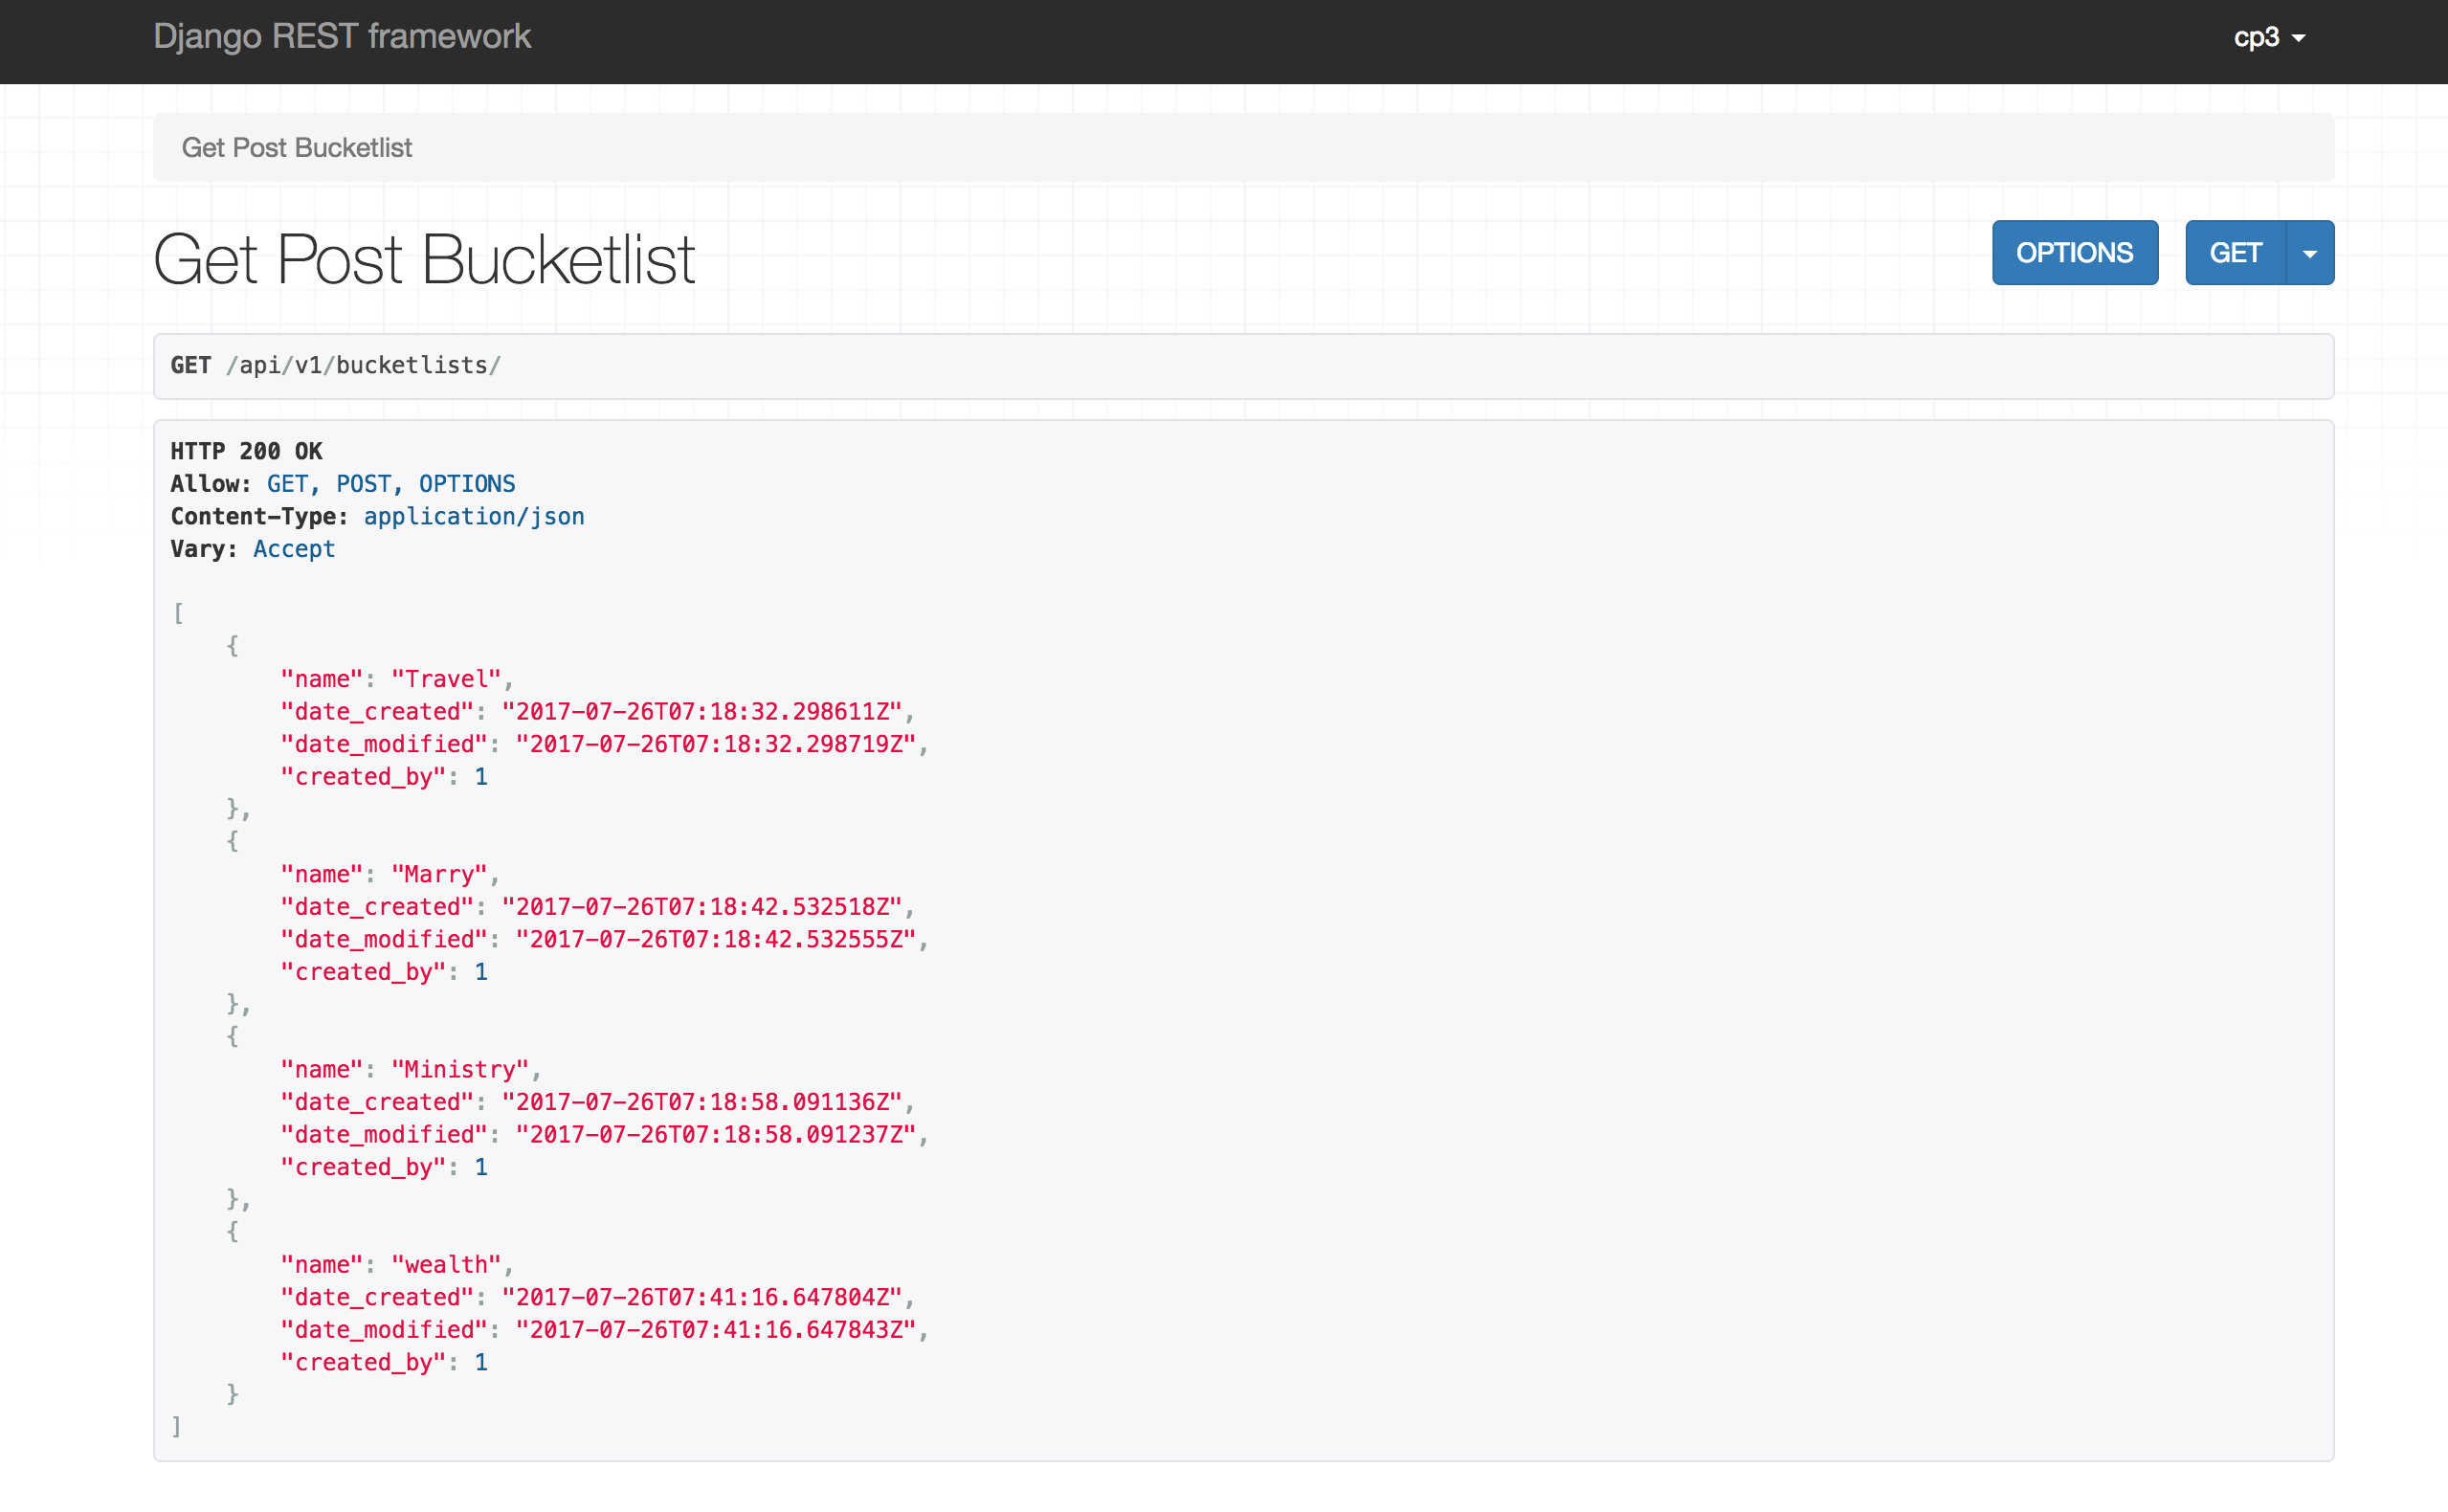 Django REST framework
cp3
Get Post Bucketlist
Get Post Bucketlist
OPTIONS
GET
GET /api/v1/bucketlists/
HTTP 200 OK
Allow: GET, POST, OPTIONS
Content-Type: application/json
Vary: Accept
[
    {
        "name": "Travel",
        "date_created": "2017-07-26T07:18:32.298611Z",
        "date_modified": "2017-07-26T07:18:32.298719Z",
        "created_by": 1
    },
    {
        "name": "Marry",
        "date_created": "2017-07-26T07:18:42.532518Z",
        "date_modified": "2017-07-26T07:18:42.532555Z",
        "created_by": 1
    },
    {
        "name": "Ministry",
        "date_created": "2017-07-26T07:18:58.091136Z",
        "date_modified": "2017-07-26T07:18:58.091237Z",
        "created_by": 1
    },
    {
        "name": "wealth",
        "date_created": "2017-07-26T07:41:16.647804Z",
        "date_modified": "2017-07-26T07:41:16.647843Z",
        "created_by": 1
    }
]